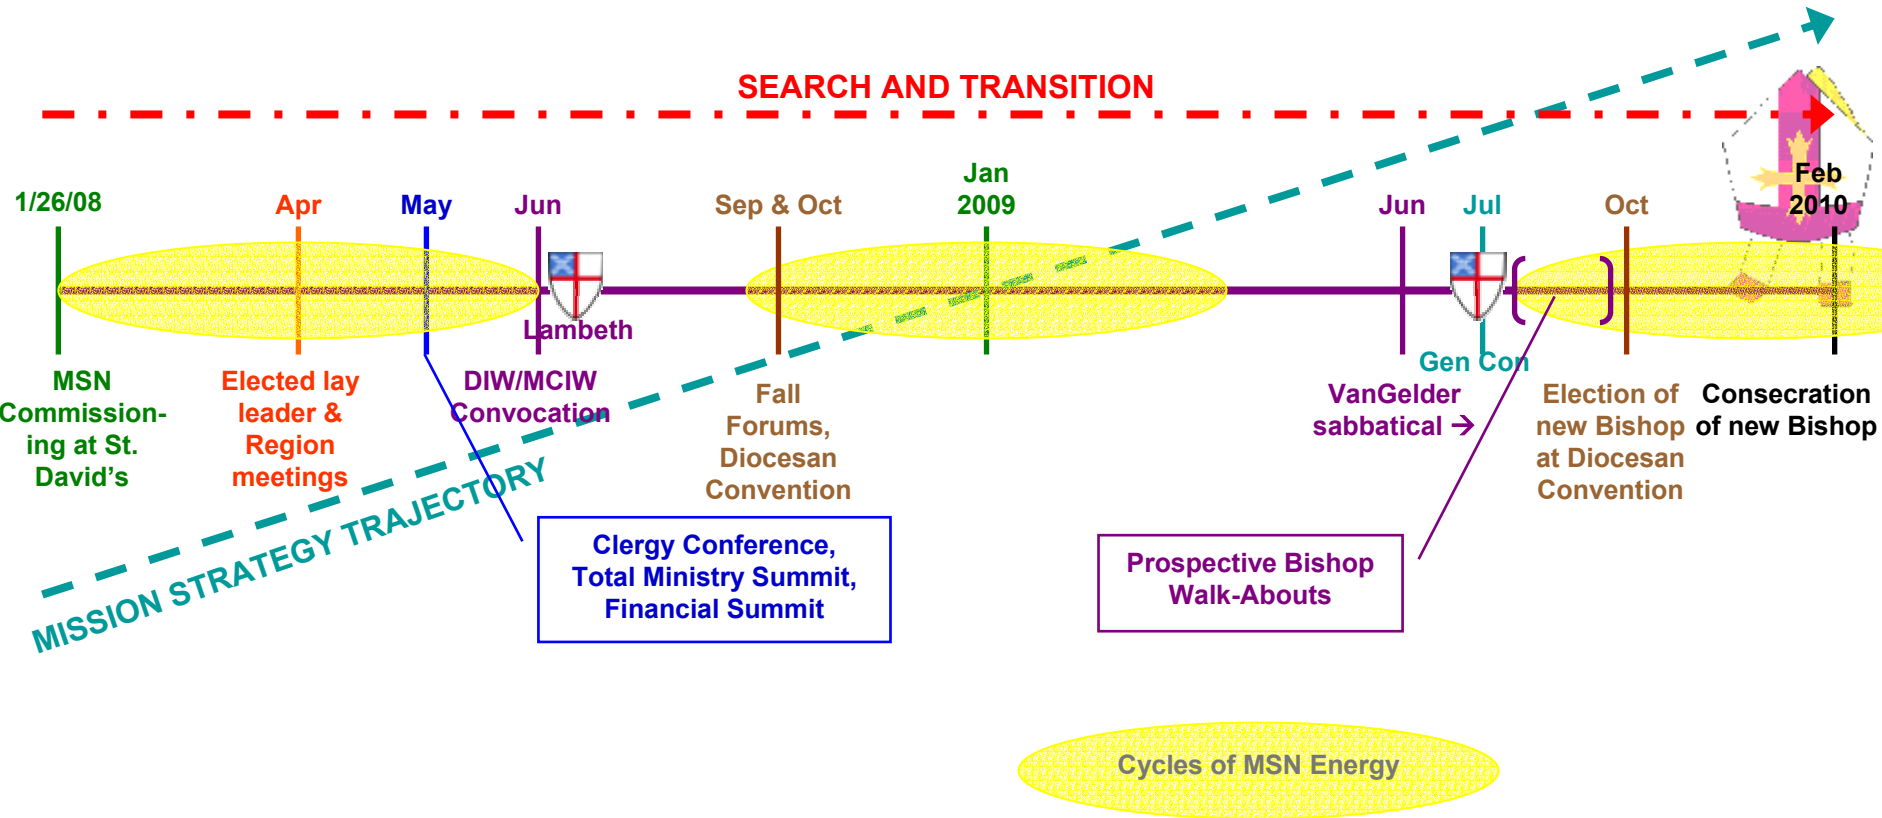 SEARCH AND TRANSITION
1/26/08
Apr
May
Jun
Sep & Oct
Jan
2009
Jun
Jul
Oct
Feb
2010
Lambeth
Gen Con
MSN
Commission-
ing at St.
David’s
Elected lay
leader &
Region
meetings
DIW/MCIW
Convocation
Fall
Forums,
Diocesan
Convention
VanGelder
sabbatical →
Election of
new Bishop
at Diocesan
Convention
Consecration
of new Bishop
MISSION STRATEGY TRAJECTORY
Clergy Conference,
Total Ministry Summit,
Financial Summit
Prospective Bishop
Walk-Abouts
Cycles of MSN Energy